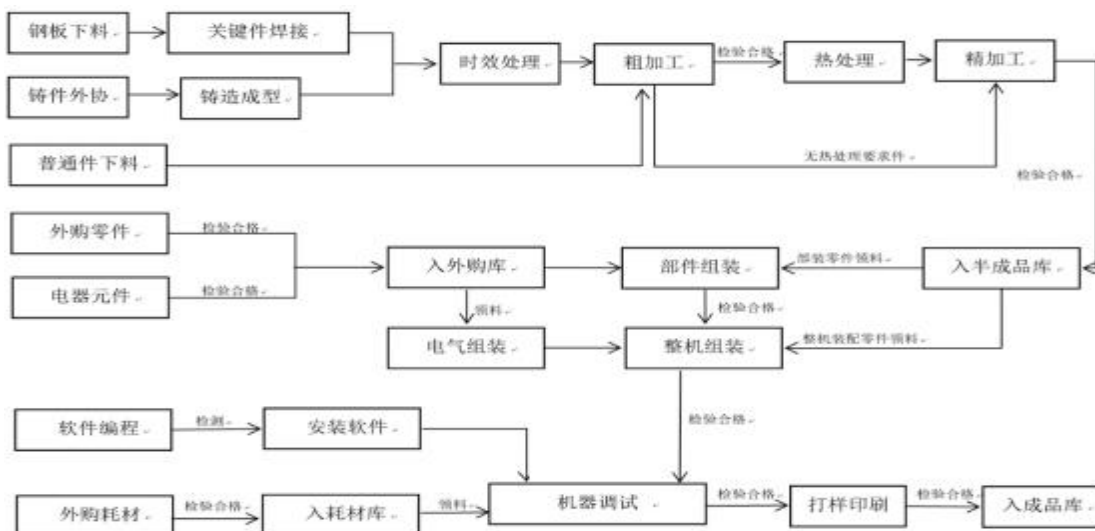 钢板下料
关键件焊接
时效处理
粗加工
检验合格
热处理
精加工
铸件外协
铸造成型
普通件下料
无热处理要求件
检验合格
外购零件
检验合格
入外购库
部件组装
部装零件领料
入半成品库
电器元件
检验合格
领料
检验合格
电气组装
整机组装
整机装配零件领料
软件编程
检测
安装软件
检验合格
外购耗材
检验合格
入耗材库
领料
机器调试
检验合格
打样印刷
检验合格
入成品库